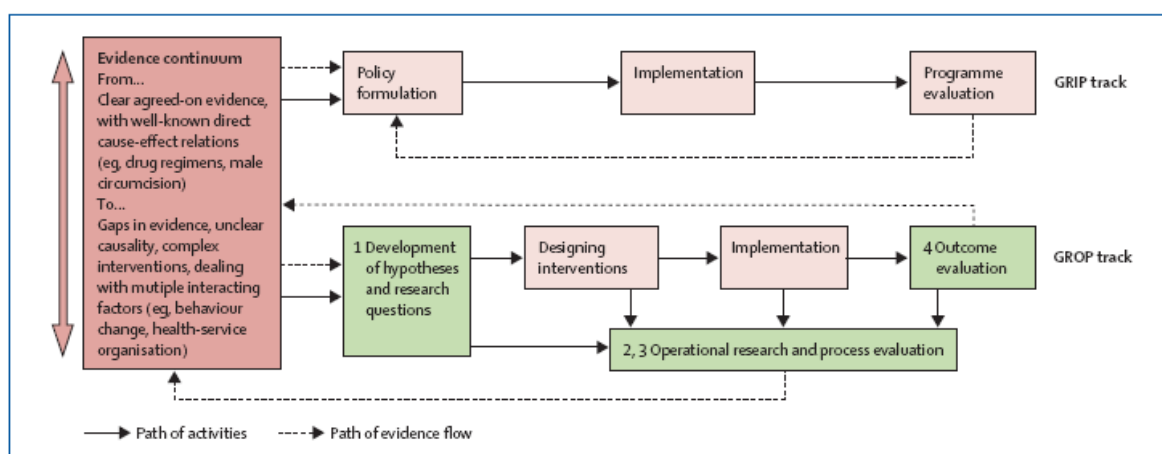 Evidence continuum
From...
Clear agreed-on evidence,
with well-known direct
cause-effect relations
(eg, drug regimens, male
circumcision)
To...
Gaps in evidence, unclear
causality, complex
interventions, dealing
with mutiple interacting
factors (eg, behaviour
change, health-service
organisation)
Policy
formulation
Implementation
Programme
evaluation
GRIP track
1 Development
of hypotheses
and research
questions
Designing
interventions
Implementation
4 Outcome
evaluation
GROP track
2, 3 Operational research and process evaluation
Path of activities
Path of evidence flow